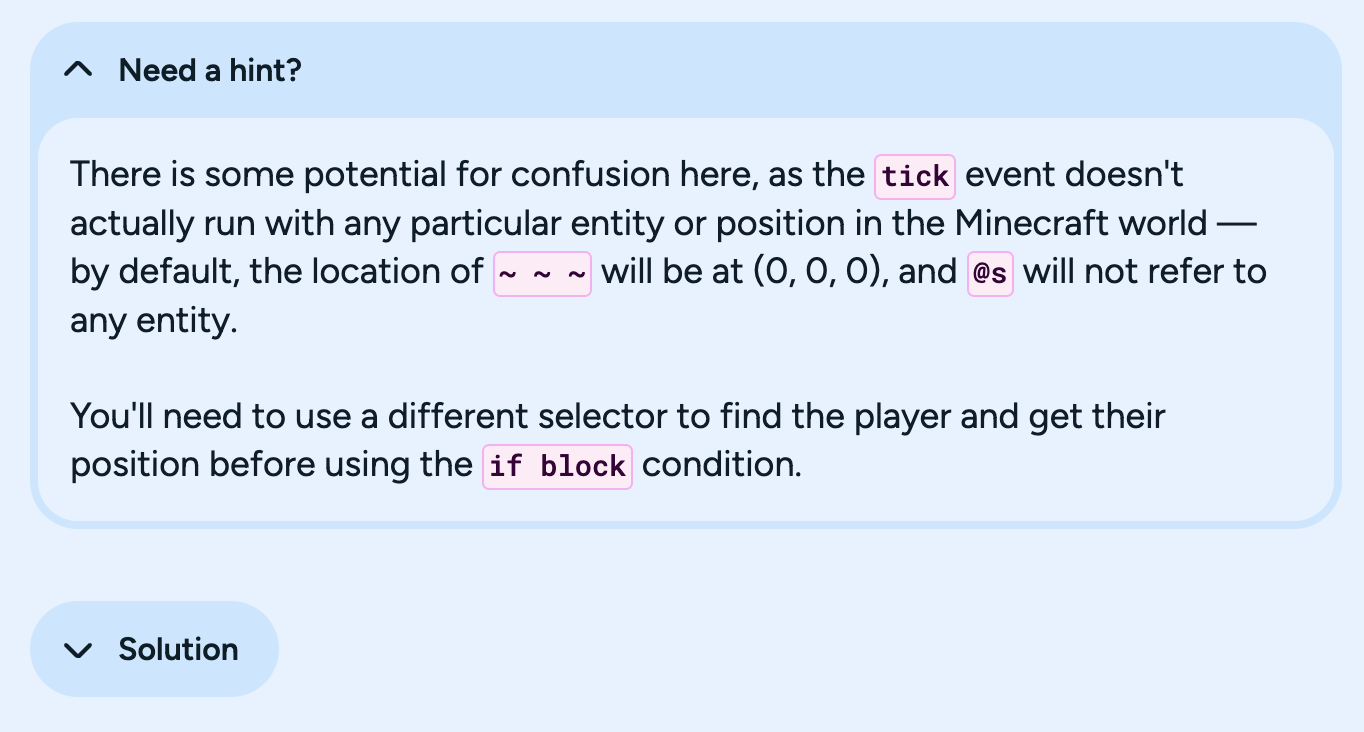 Need a hint?
There is some potential for confusion here, as the tick event doesn't
actually run with any particular entity or position in the Minecraft world —
by default, the location of ~ ~ ~ will be at (0, 0, 0), and @s will not refer to
any entity.
You'll need to use a different selector to find the player and get their
position before using the if block condition.
Solution